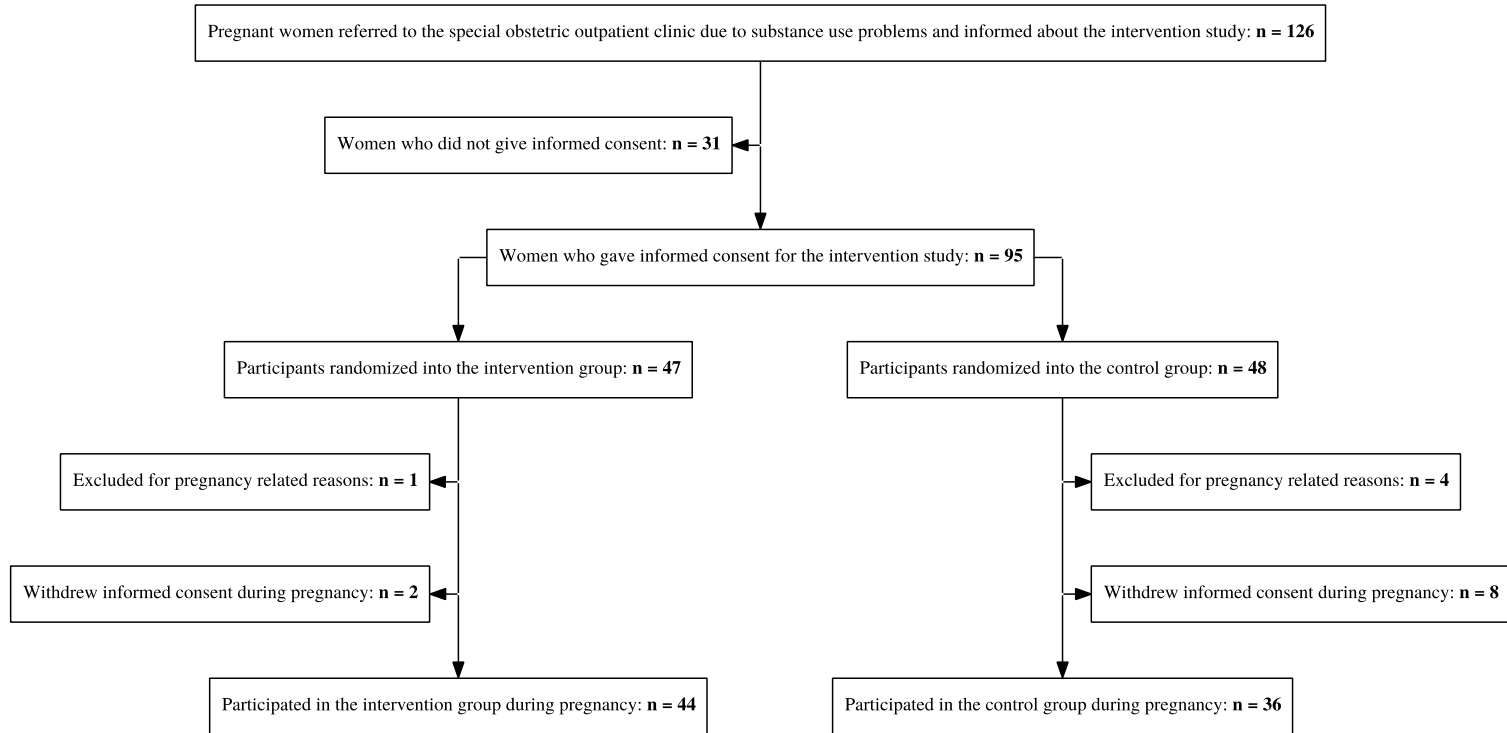 Pregnant women referred to the special obstetric outpatient clinic due to substance use problems and informed about the intervention study: n = 126
Women who did not give informed consent: n = 31
Women who gave informed consent for the intervention study: n = 95
Participants randomized into the intervention group: n = 47
Participants randomized into the control group: n = 48
Excluded for pregnancy related reasons: n = 1
Excluded for pregnancy related reasons: n = 4
Withdrew informed consent during pregnancy: n = 2
Withdrew informed consent during pregnancy: n = 8
Participated in the intervention group during pregnancy: n = 44
Participated in the control group during pregnancy: n = 36